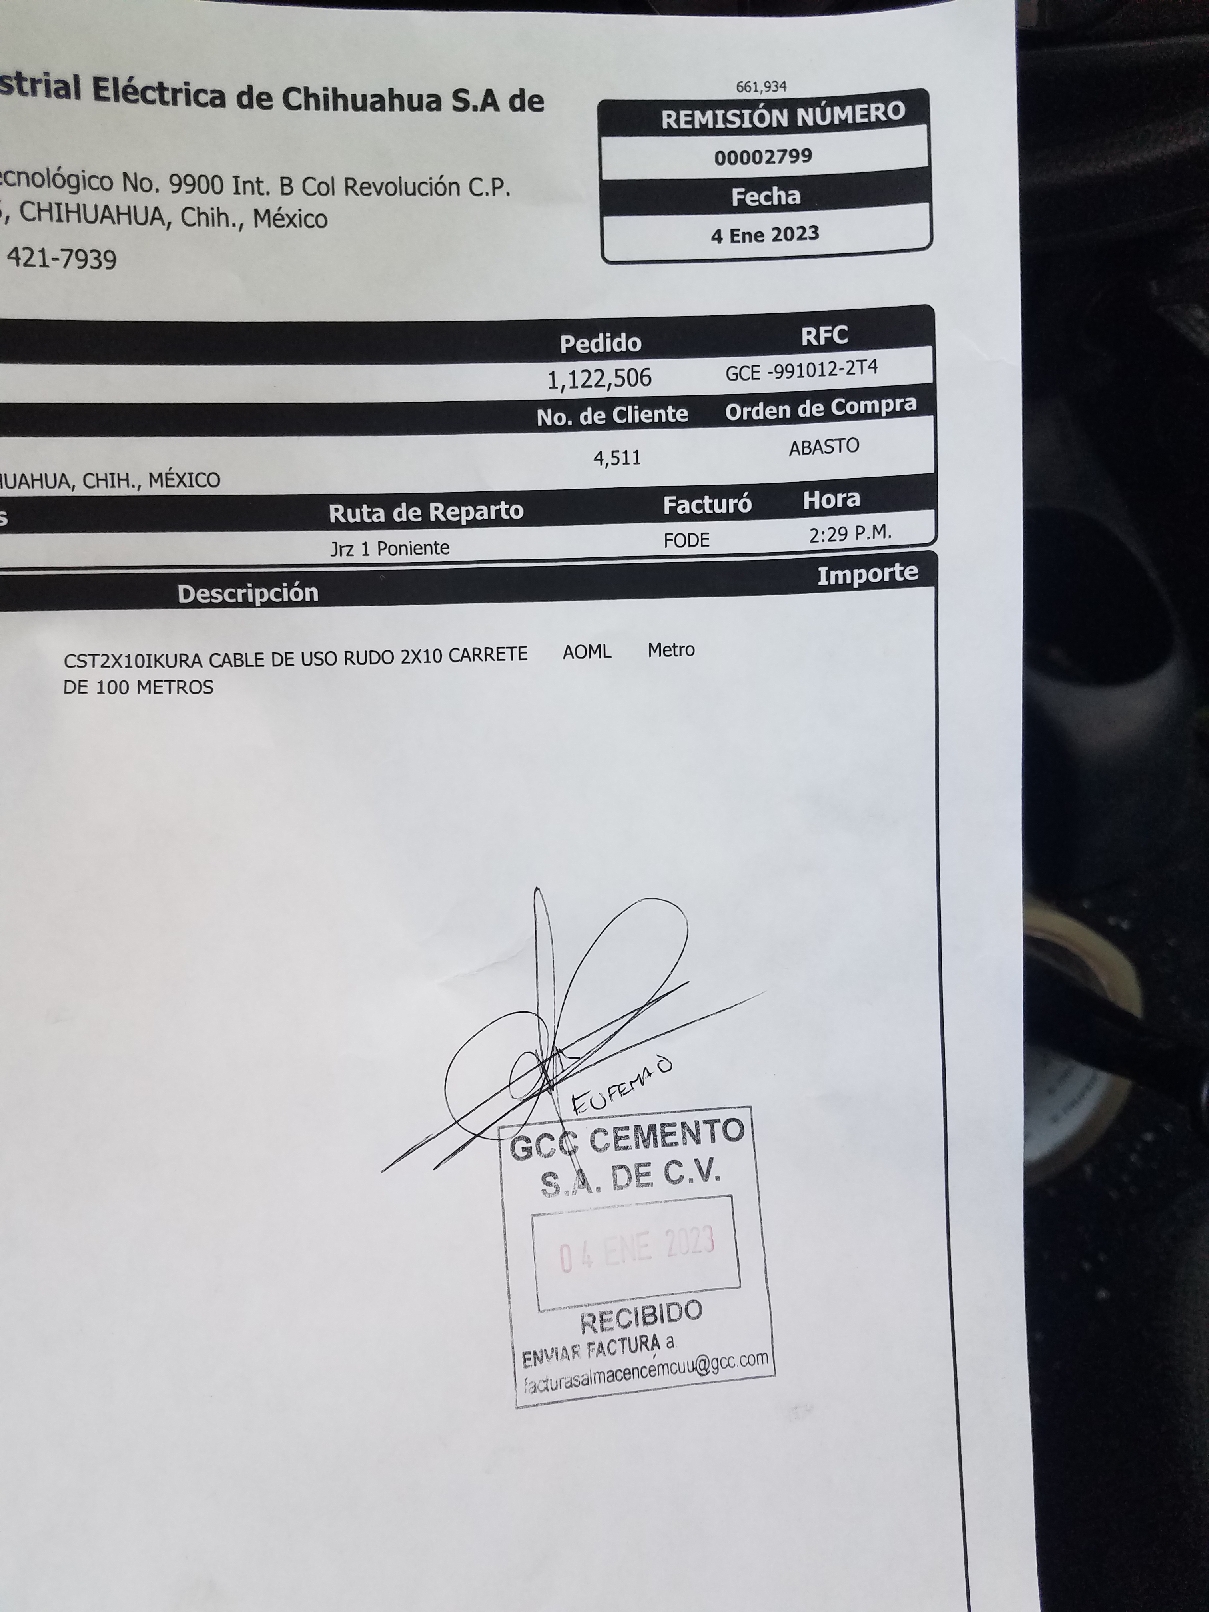 strial Eléctrica de Chihuahua S.A de
661,934
REMISIÓN NÚMERO
00002799
Fecha
4 Ene 2023
ecnológico No. 9900 Int. B Col Revolución C.P.
, CHIHUAHUA, Chih., México
421-7939
Pedido RFC
1,122,506 GCE -991012-2T4
No. de Cliente Orden de Compra
4,511 ABASTO
HUAHUA, CHIH., MÉXICO
s Ruta de Reparto Facturó Hora
Jrz 1 Poniente FODE 2:29 P.M.
Descripción Importe
CST2X10IKURA CABLE DE USO RUDO 2X10 CARRETE AOML Metro
DE 100 METROS
GCC CEMENTO
S.A. DE C.V.
04 ENE 2023
RECIBIDO
ENVIAR FACTURA a
facturasalmacencemcuu@gcc.com